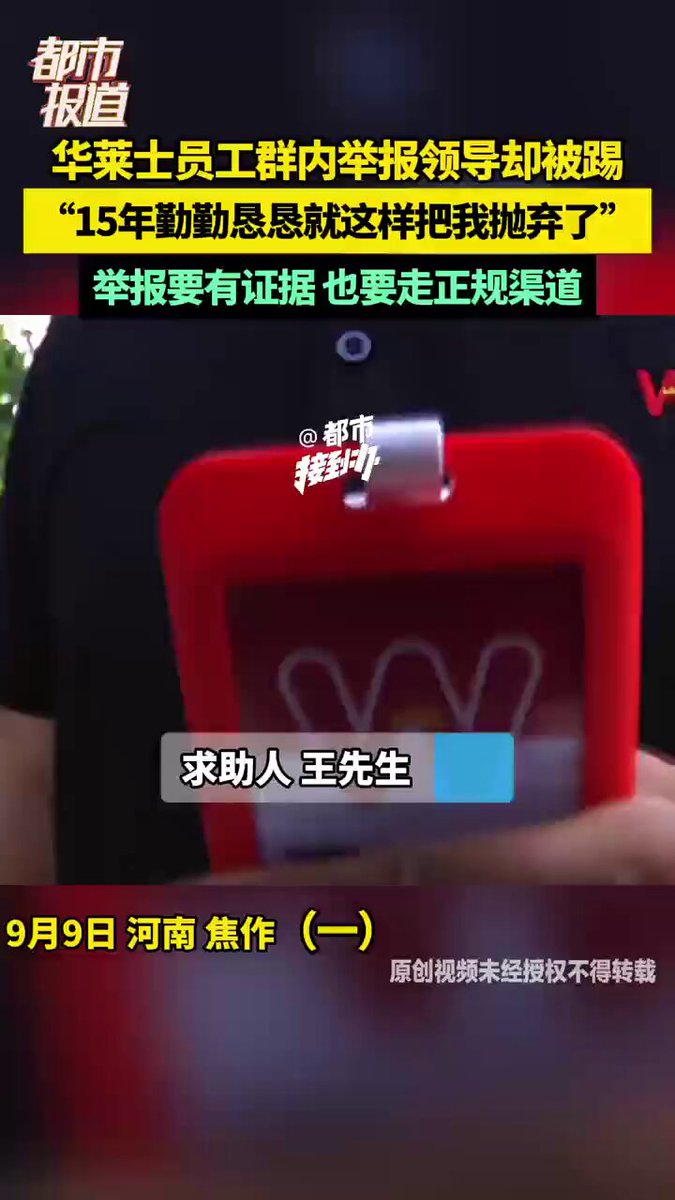 都市
报道
华莱士员工群内举报领导却被踢
“15年勤勤恳恳就这样把我抛弃了”
举报要有证据 也要走正规渠道
@都市
接到办
求助人 王先生
9月9日 河南 焦作（一）
原创视频未经授权不得转载